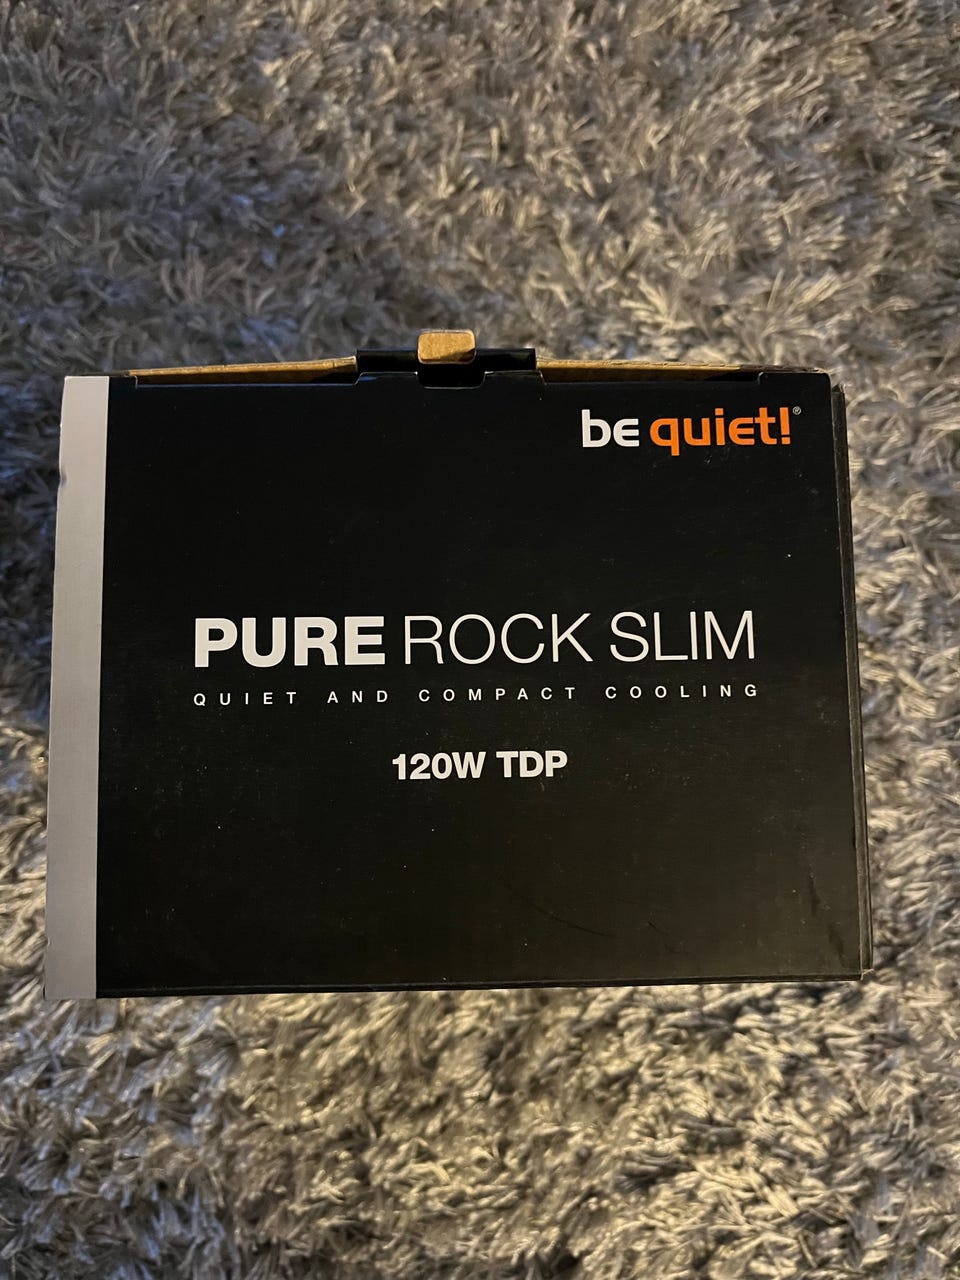 be quiet!®
PURE ROCK SLIM
QUIET AND COMPACT COOLING
120W TDP